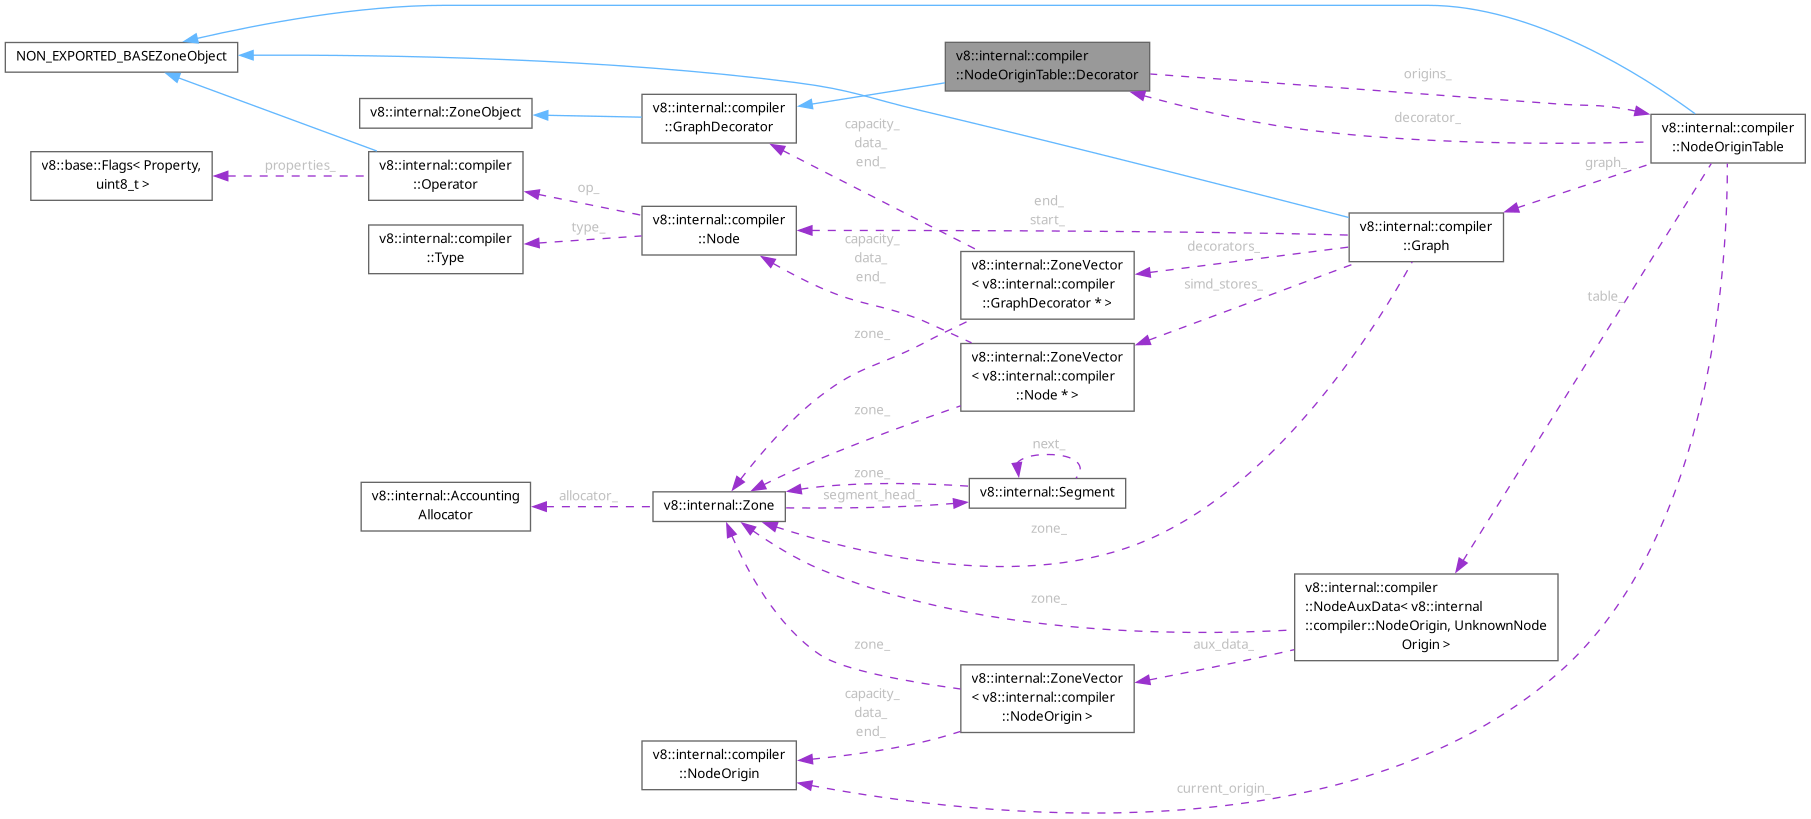 NON_EXPORTED_BASEZoneObject
v8::internal::compiler
::NodeOriginTable::Decorator
origins_
decorator_
v8::internal::ZoneObject
v8::internal::compiler
::GraphDecorator
capacity_
data_
end_
v8::internal::compiler
::NodeOriginTable
v8::base::Flags< Property,
uint8_t >
properties_
v8::internal::compiler
::Operator
op_
graph_
v8::internal::compiler
::Type
type_
v8::internal::compiler
::Node
end_
start_
v8::internal::compiler
::Graph
capacity_
data_
end_
v8::internal::ZoneVector
< v8::internal::compiler
::GraphDecorator * >
decorators_
simd_stores_
table_
zone_
v8::internal::ZoneVector
< v8::internal::compiler
::Node * >
zone_
next_
v8::internal::Accounting
Allocator
allocator_
v8::internal::Zone
zone_
segment_head_
v8::internal::Segment
zone_
zone_
v8::internal::compiler
::NodeAuxData< v8::internal
::compiler::NodeOrigin, UnknownNode
Origin >
zone_
aux_data_
v8::internal::ZoneVector
< v8::internal::compiler
::NodeOrigin >
capacity_
data_
end_
v8::internal::compiler
::NodeOrigin
current_origin_